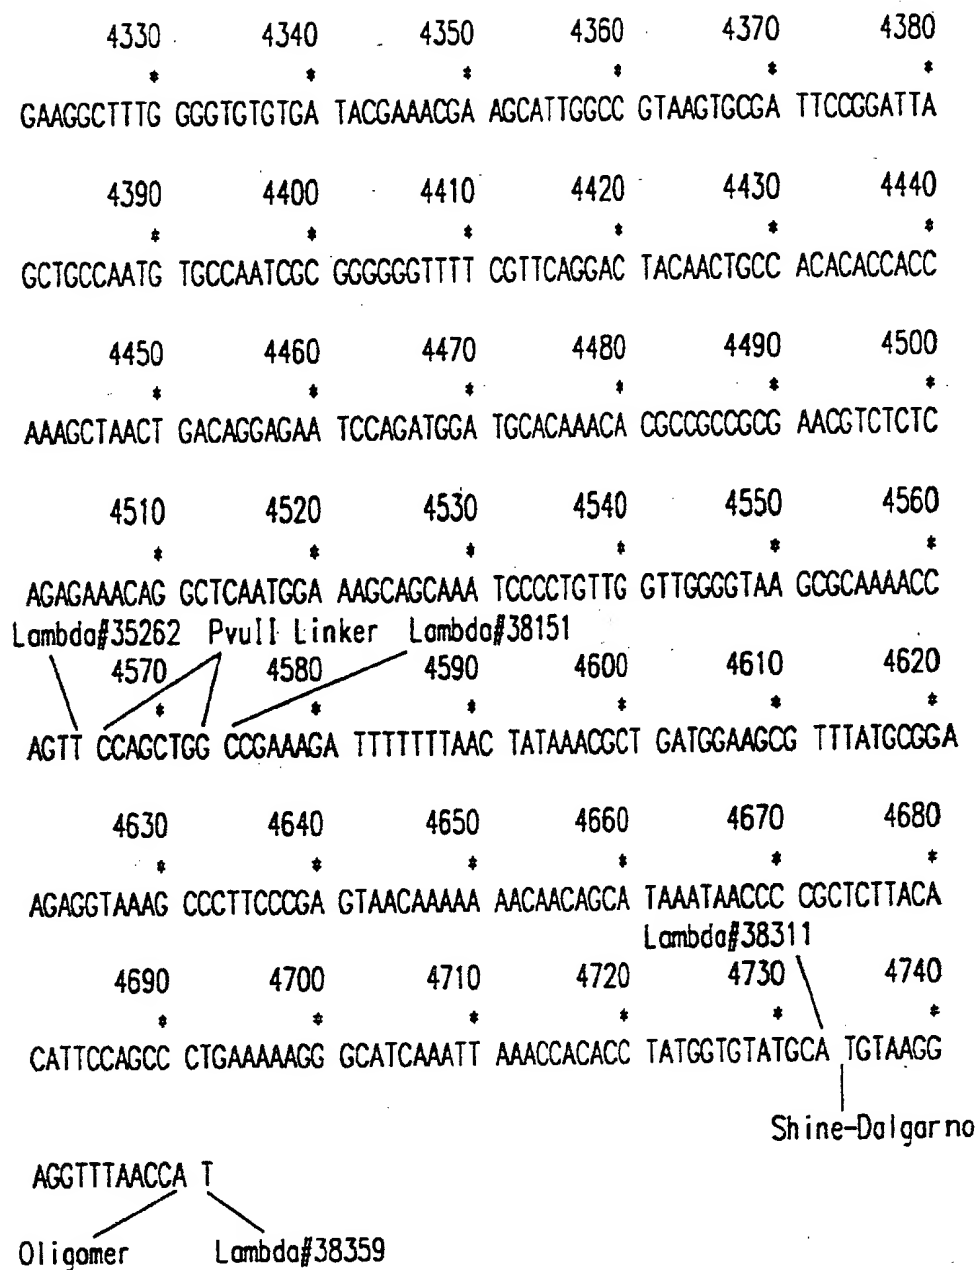 4330 4340 4350 4360 4370 4380
* * * * * *
GAAGGCTTTG GGGTGTGTGA TACGAAACGA AGCATTGGCC GTAAGTGCGA TTCCGGATTA
4390 4400 4410 4420 4430 4440
* * * * * *
GCTGCCAATG TGCCAATCGC GGGGGGTTTT CGTTCAGGAC TACAACTGCC ACACACCACC
4450 4460 4470 4480 4490 4500
* * * * * *
AAAGCTAACT GACAGGAGAA TCCAGATGGA TGCACAAACA CGCCGCCGCG AACGTCTCTC
4510 4520 4530 4540 4550 4560
* * * * * *
AGAGAAACAG GCTCAATGGA AAGCAGCAAA TCCCCTGTTG GTTGGGGTAA GCGCAAAACC
Lambda#35262 PvuII Linker Lambda#38151
4570 4580 4590 4600 4610 4620
* * * * * *
AGTT CCAGCTGG CCGAAAGA TTTTTTTAAC TATAAACGCT GATGGAAGCG TTTATGCGGA
4630 4640 4650 4660 4670 4680
* * * * * *
AGAGGTAAAG CCCTTCCCGA GTAACAAAAA AACAACAGCA TAAATAACCC CGCTCTTACA
Lambda#38311
4690 4700 4710 4720 4730 4740
* * * * * *
CATTCCAGCC CTGAAAAAGG GCATCAAATT AAACCACACC TATGGTGTATGCA TGTAAGG
Shine-Dalgarno
AGGTTTAACCA T
Oligomer Lambda#38359